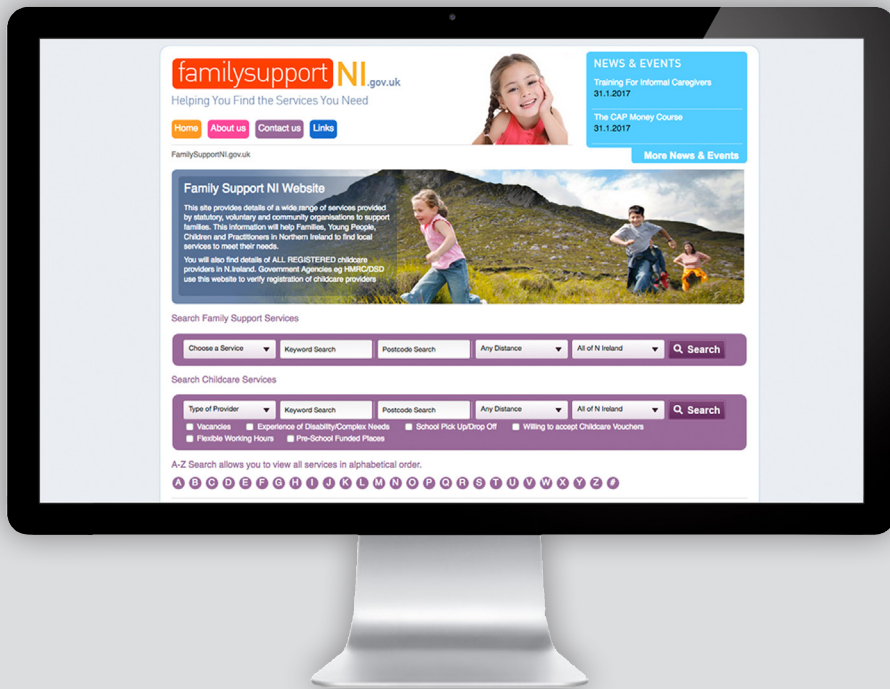 familysupport NI.gov.uk
Helping You Find the Services You Need
Home About us Contact us Links
FamilySupportNI.gov.uk
NEWS & EVENTS
Training For Informal Caregivers
31.1.2017
The CAP Money Course
31.1.2017
More News & Events
Family Support NI Website
This site provides details of a wide range of services provided
by statutory, voluntary and community organisations to support
families. This information will help Families, Young People,
Children and Practitioners in Northern Ireland to find local
services to meet their needs.
You will also find details of ALL REGISTERED childcare
providers in N.Ireland. Government Agencies eg HMRC/DSD
use this website to verify registration of childcare providers
Search Family Support Services
Choose a Service Keyword Search Postcode Search Any Distance All of N Ireland Search
Search Childcare Services
Type of Provider Keyword Search Postcode Search Any Distance All of N Ireland Search
Vacancies Experience of Disability/Complex Needs School Pick Up/Drop Off Willing to accept Childcare Vouchers
Flexible Working Hours Pre-School Funded Places
A-Z Search allows you to view all services in alphabetical order.
A B C D E F G H I J K L M N O P Q R S T U V W X Y Z #